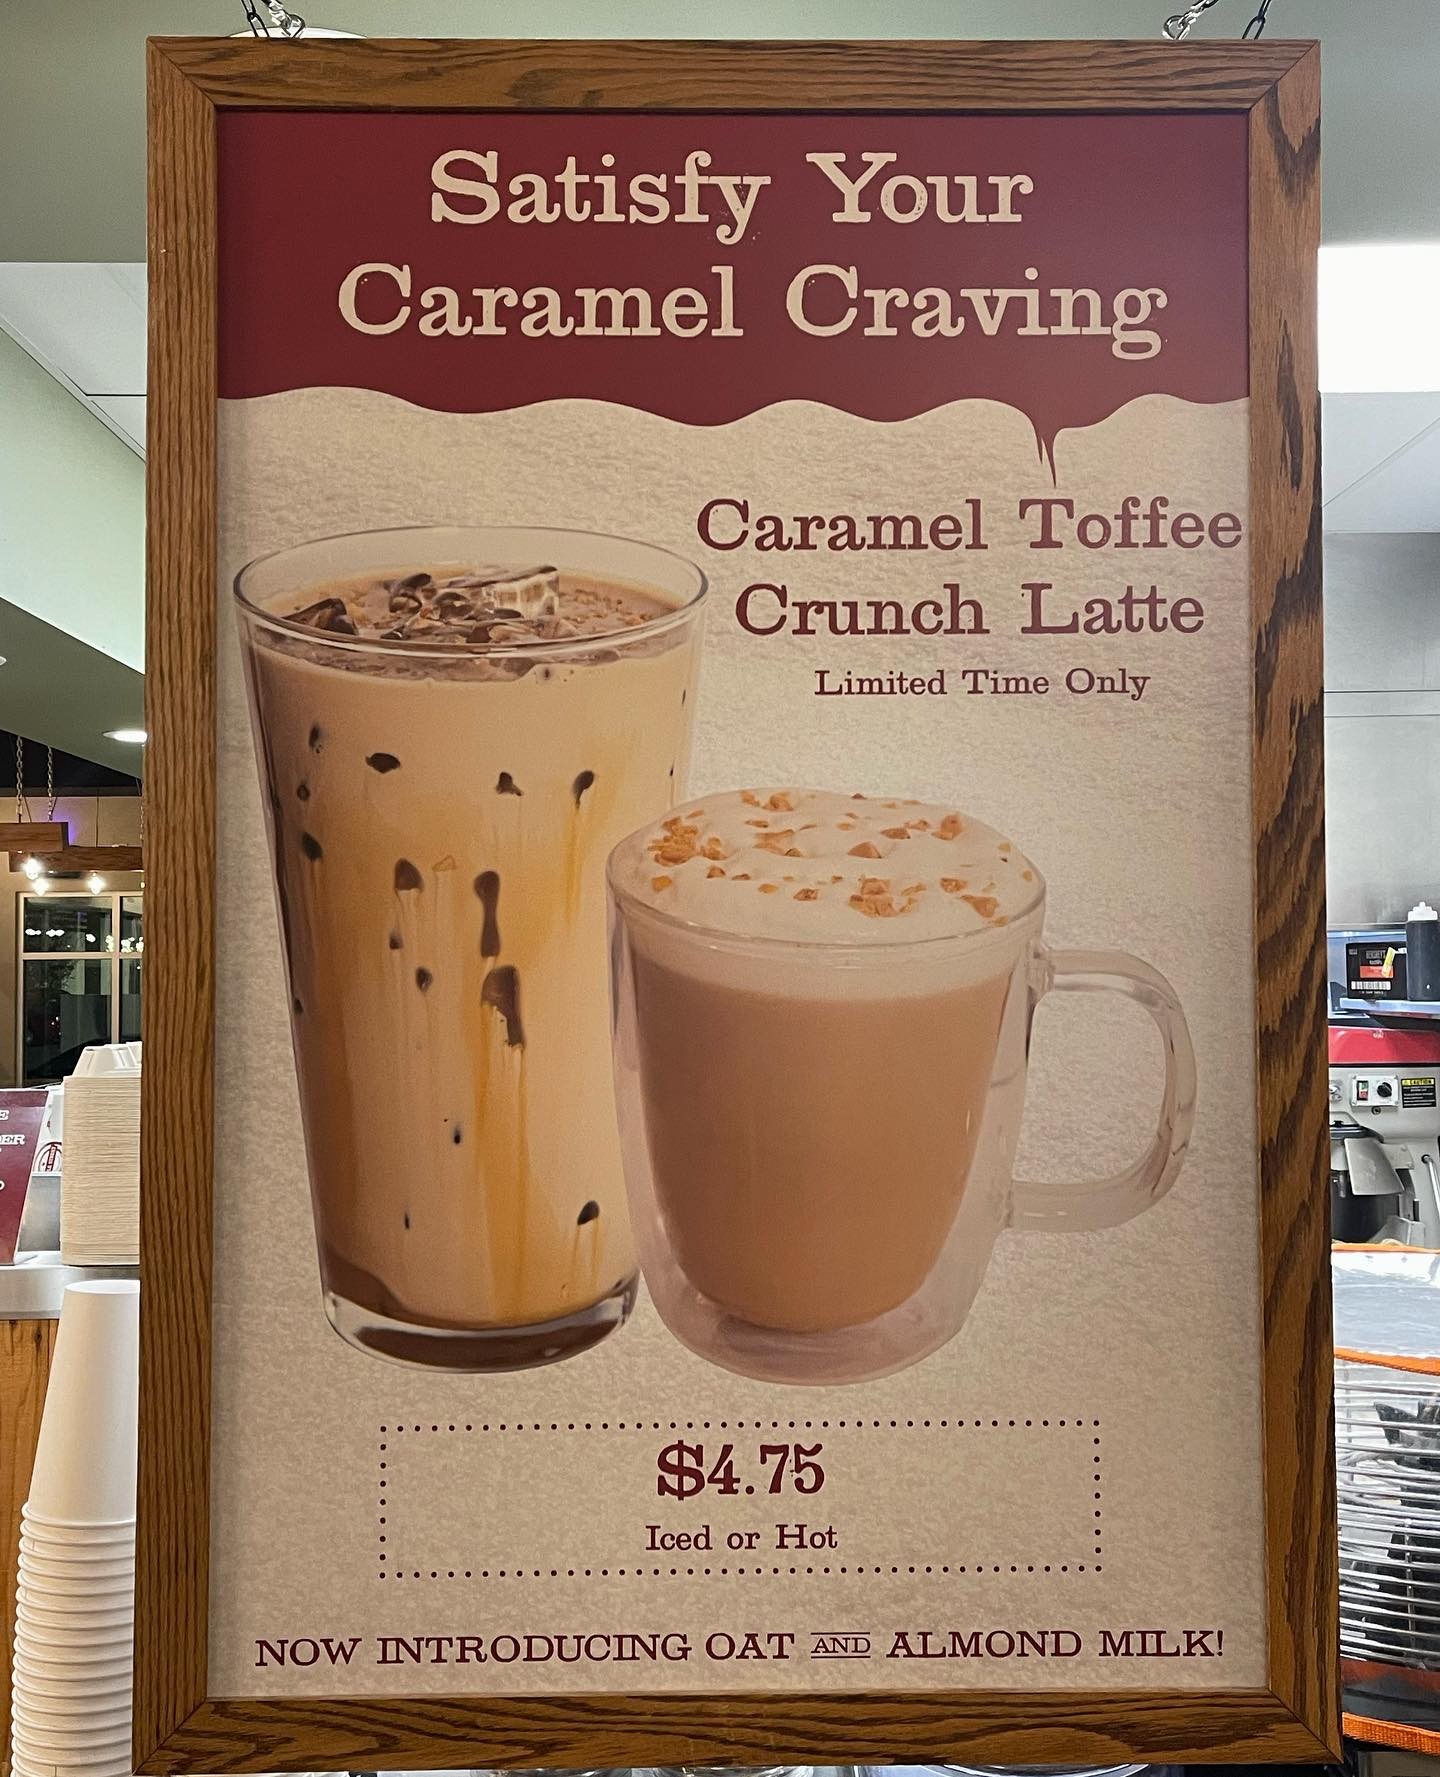 Satisfy Your
Caramel Craving
Caramel Toffee
Crunch Latte
Limited Time Only
$4.75
Iced or Hot
NOW INTRODUCING OAT AND ALMOND MILK!
CAUTION